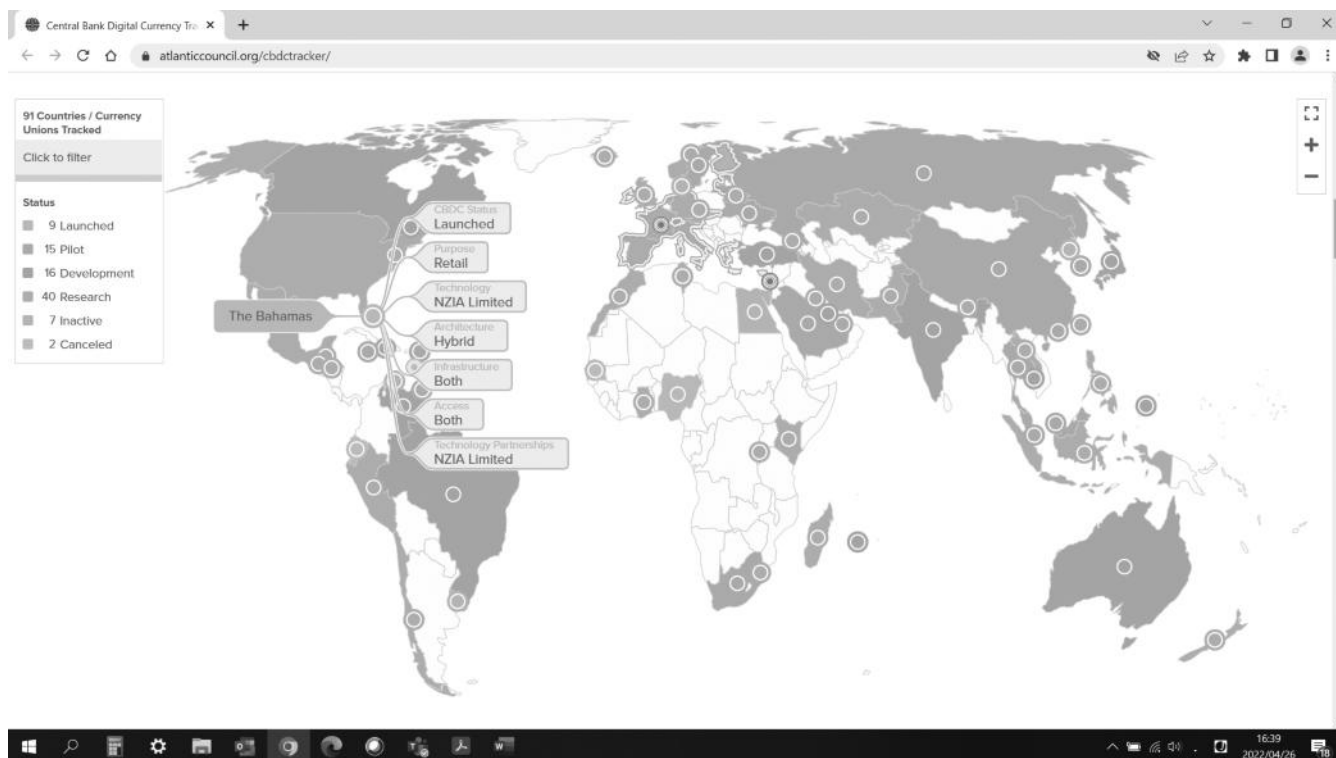 Central Bank Digital Currency Tra
atlanticcouncil.org/cbdctracker/
91 Countries / Currency
Unions Tracked
Click to filter
Status
9 Launched
15 Pilot
16 Development
40 Research
7 Inactive
2 Canceled
The Bahamas
CBDC Status
Launched
Purpose
Retail
Technology
NZIA Limited
Architecture
Hybrid
Infrastructure
Both
Access
Both
Technology Partnerships
NZIA Limited
16:39
2022/04/26
18